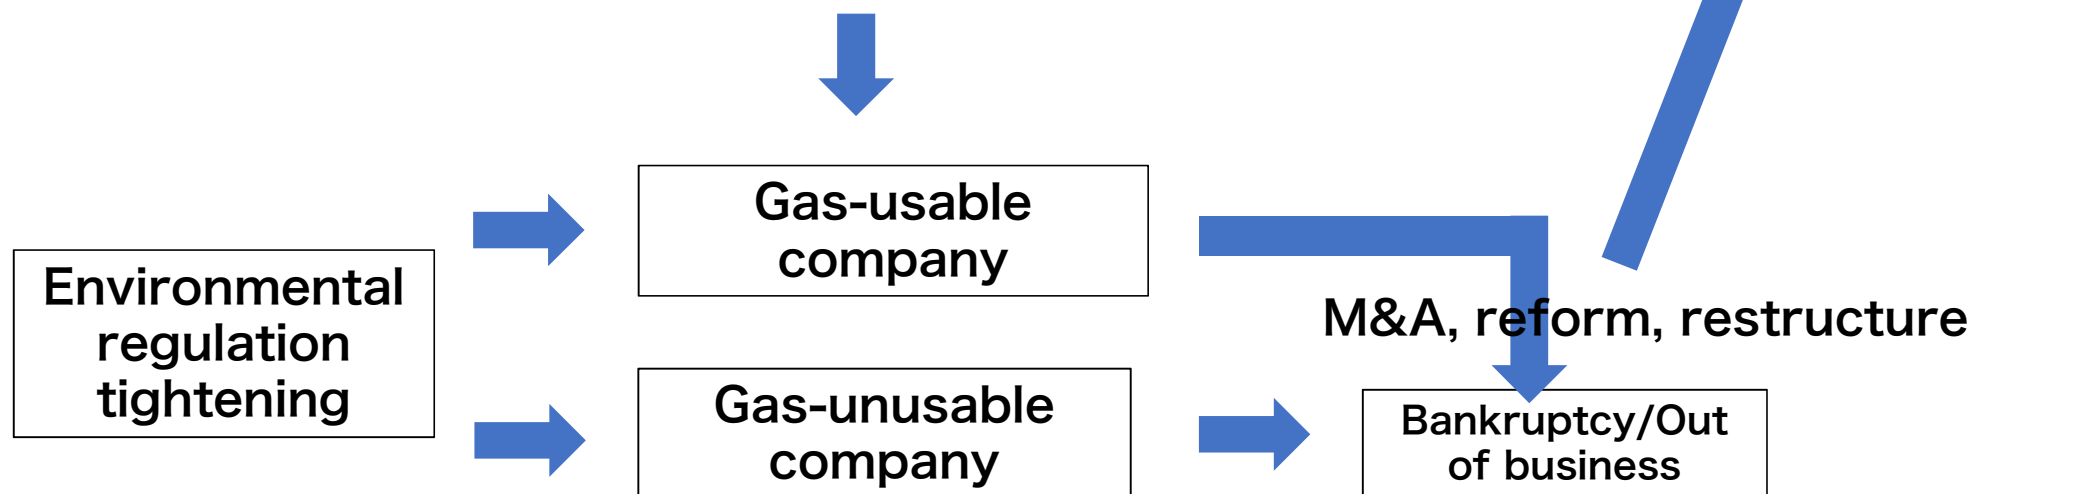 Environmental
regulation
tightening
Gas-usable
company
Gas-unusable
company
M&A, reform, restructure
Bankruptcy/Out
of business